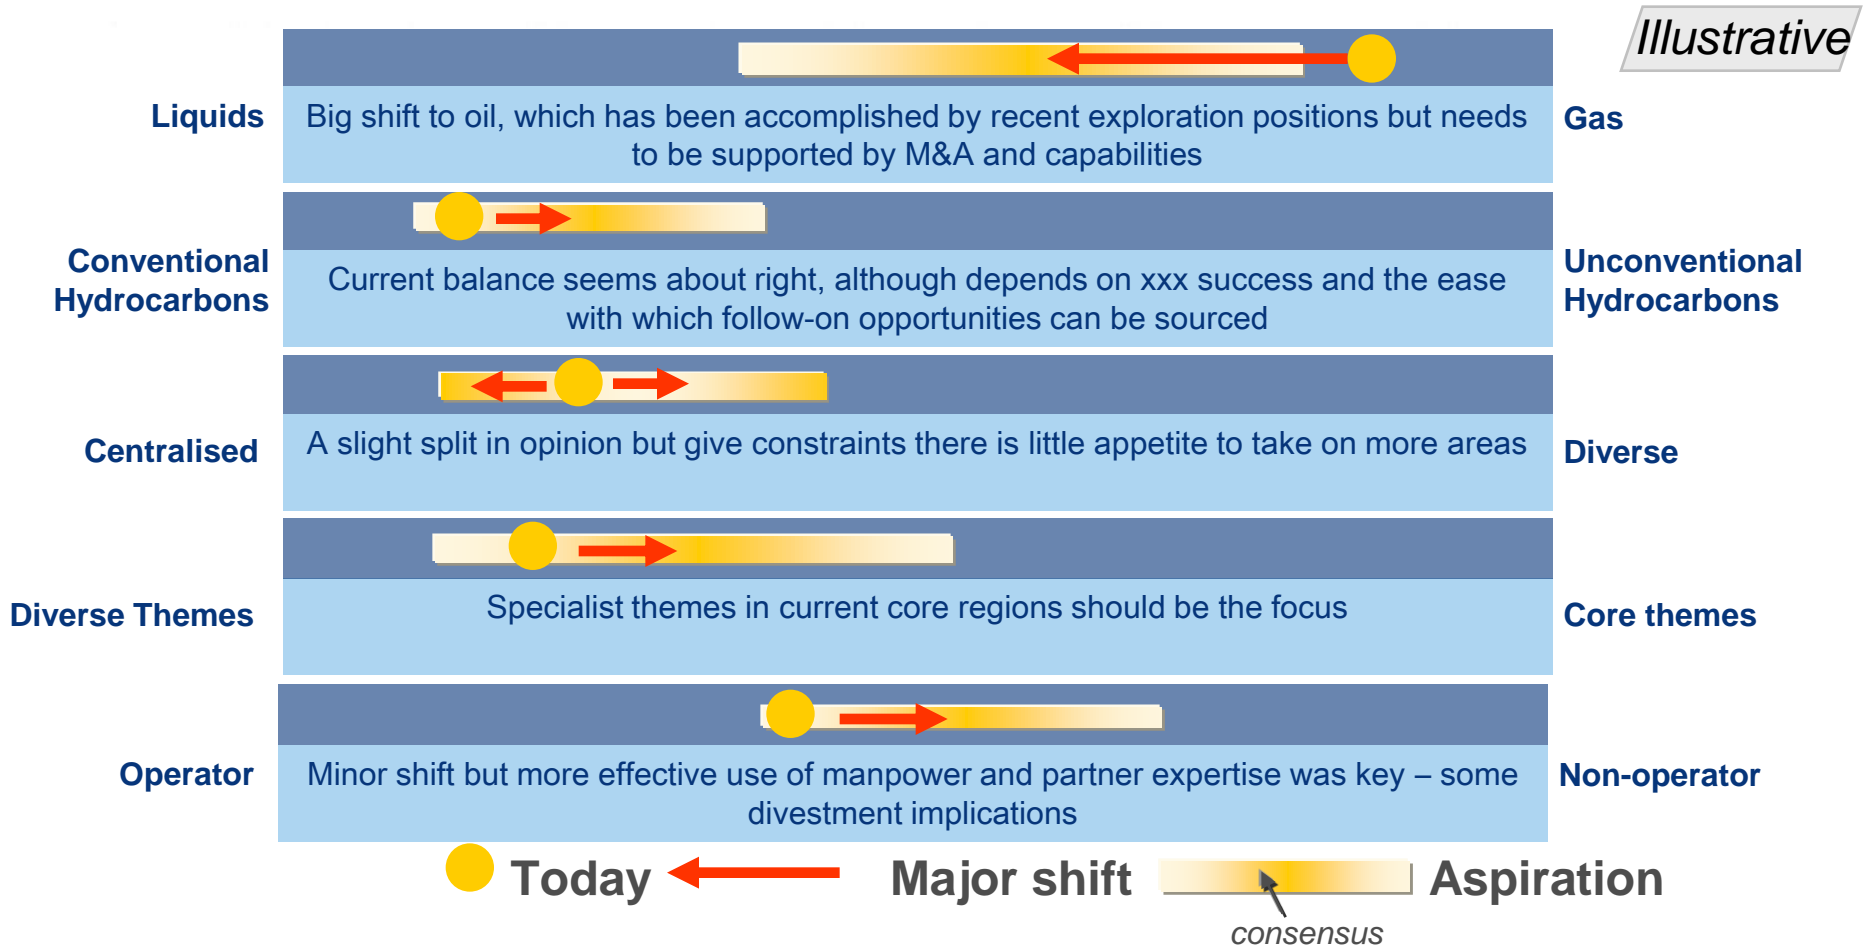 Illustrative
Liquids
Big shift to oil, which has been accomplished by recent exploration positions but needs
to be supported by M&A and capabilities
Gas
Conventional
Hydrocarbons
Current balance seems about right, although depends on xxx success and the ease
with which follow-on opportunities can be sourced
Unconventional
Hydrocarbons
Centralised
A slight split in opinion but give constraints there is little appetite to take on more areas
Diverse
Diverse Themes
Specialist themes in current core regions should be the focus
Core themes
Operator
Minor shift but more effective use of manpower and partner expertise was key – some
divestment implications
Non-operator
Today
Major shift
Aspiration
consensus